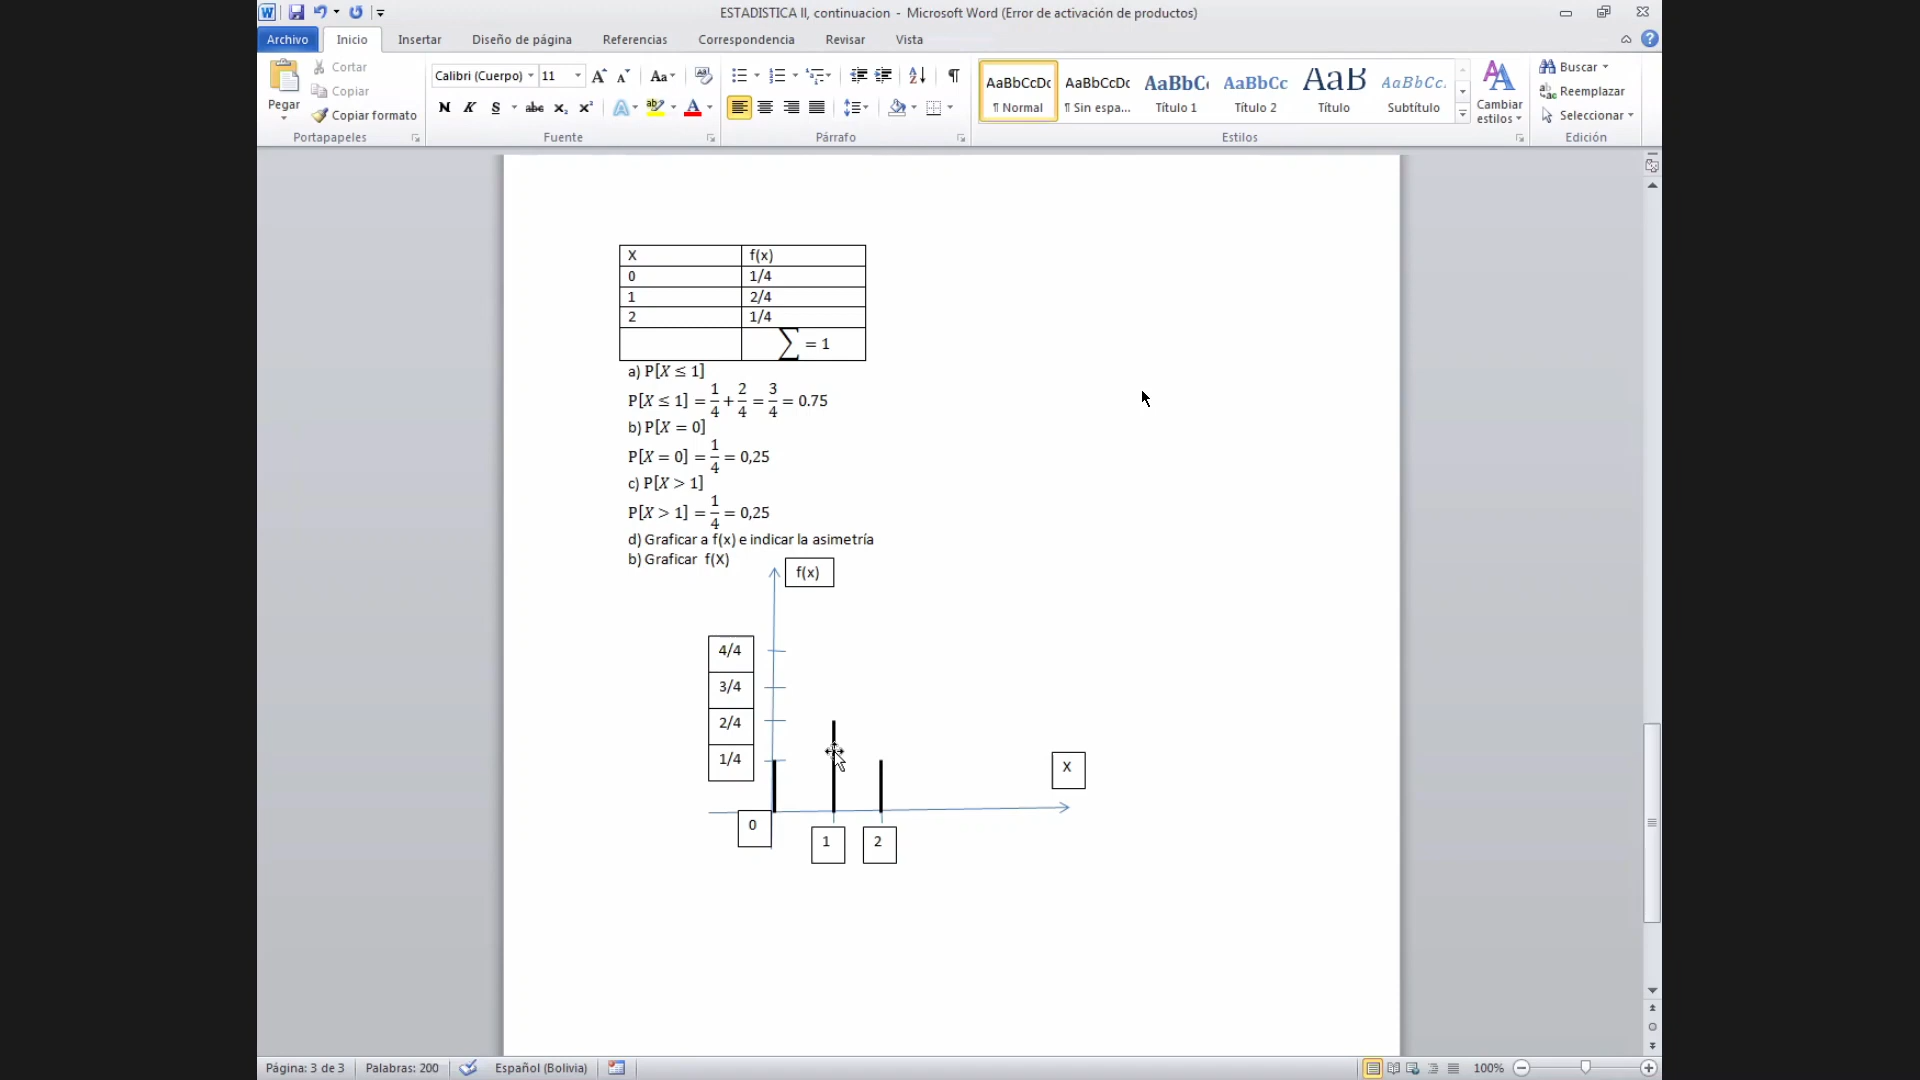 ESTADISTICA II, continuacion - Microsoft Word (Error de activación de productos)
Archivo Inicio Insertar Diseño de página Referencias Correspondencia Revisar Vista
Pegar
Cortar
Copiar
Copiar formato
Portapapeles
Calibri (Cuerpo) 11
N K S abc x₂ x²
Fuente
Párrafo
AaBbCcDc AaBbCcDc AaBbC AaBbCc AaB AaBbCc.
¶ Normal ¶ Sin espa... Título 1 Título 2 Título Subtítulo
Estilos
Cambiar estilos
Buscar
Reemplazar
Seleccionar
Edición
X f(x)
0 1/4
1 2/4
2 1/4
∑ = 1
a) P[X ≤ 1]
P[X ≤ 1] = 1/4 + 2/4 = 3/4 = 0.75
b) P[X = 0]
P[X = 0] = 1/4 = 0,25
c) P[X > 1]
P[X > 1] = 1/4 = 0,25
d) Graficar a f(x) e indicar la asimetría
b) Graficar f(X)
f(x)
4/4
3/4
2/4
1/4
X
0
1 2
Página: 3 de 3 Palabras: 200 Español (Bolivia) 100%